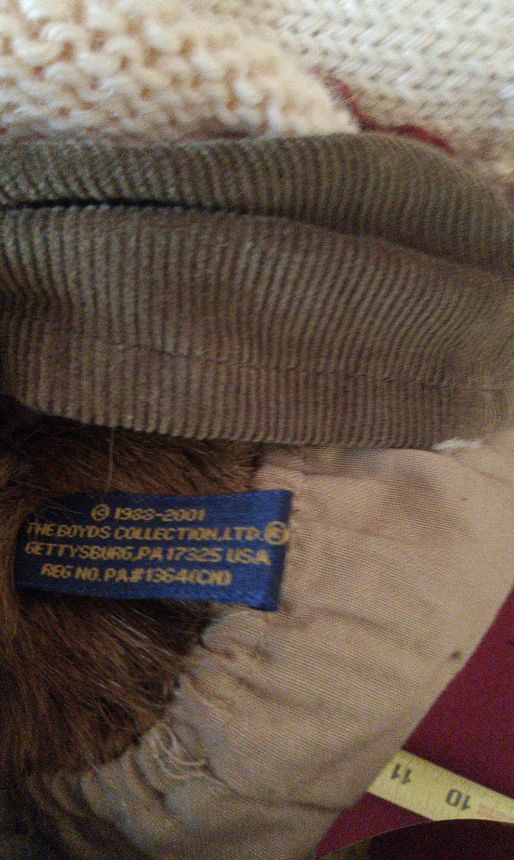 © 1988-2001
THE BOYDS COLLECTION,LTD.®
GETTYSBURG,PA 17325 USA
REG NO. PA#1364(CN)
11 10